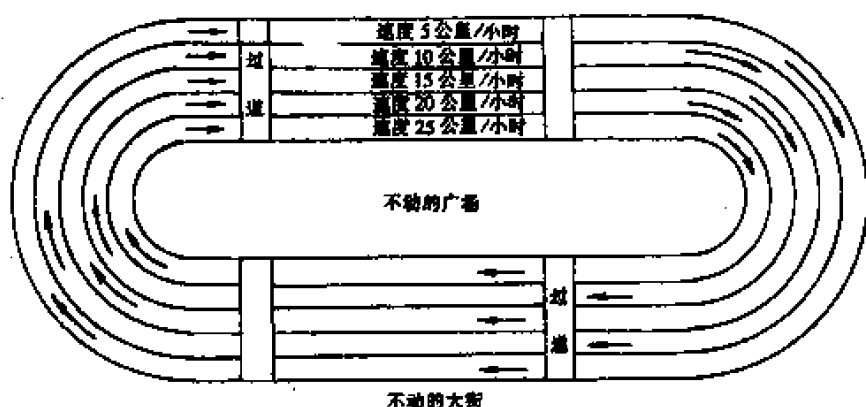 速度 5 公里/小时
速度 10 公里/小时
速度 15 公里/小时
速度 20 公里/小时
速度 25 公里/小时
过道
不动的广场
过道
不动的大街